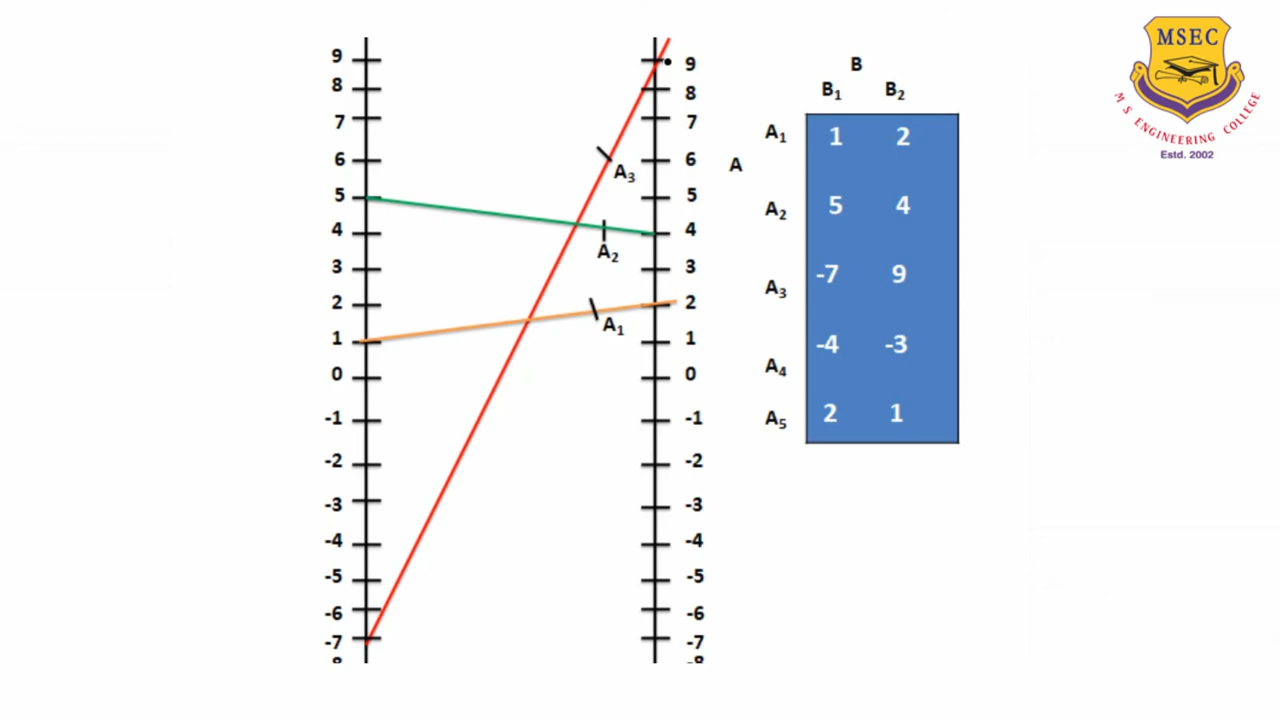 9 9
8 8
7 7
6 6
5 5
4 4
3 3
2 2
1 1
0 0
-1 -1
-2 -2
-3 -3
-4 -4
-5 -5
-6 -6
-7 -7
-8
A₃
A₂
A₁
B
B₁ B₂
A
A₁ 1 2
A₂ 5 4
A₃ -7 9
A₄ -4 -3
A₅ 2 1
MSEC
M S ENGINEERING COLLEGE
Estd. 2002